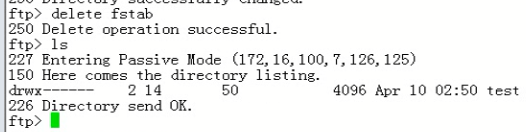 250 Directory successfully changed.
ftp> delete fstab
250 Delete operation successful.
ftp> ls
227 Entering Passive Mode (172,16,100,7,126,125)
150 Here comes the directory listing.
drwx------    2 14       50           4096 Apr 10 02:50 test
226 Directory send OK.
ftp>